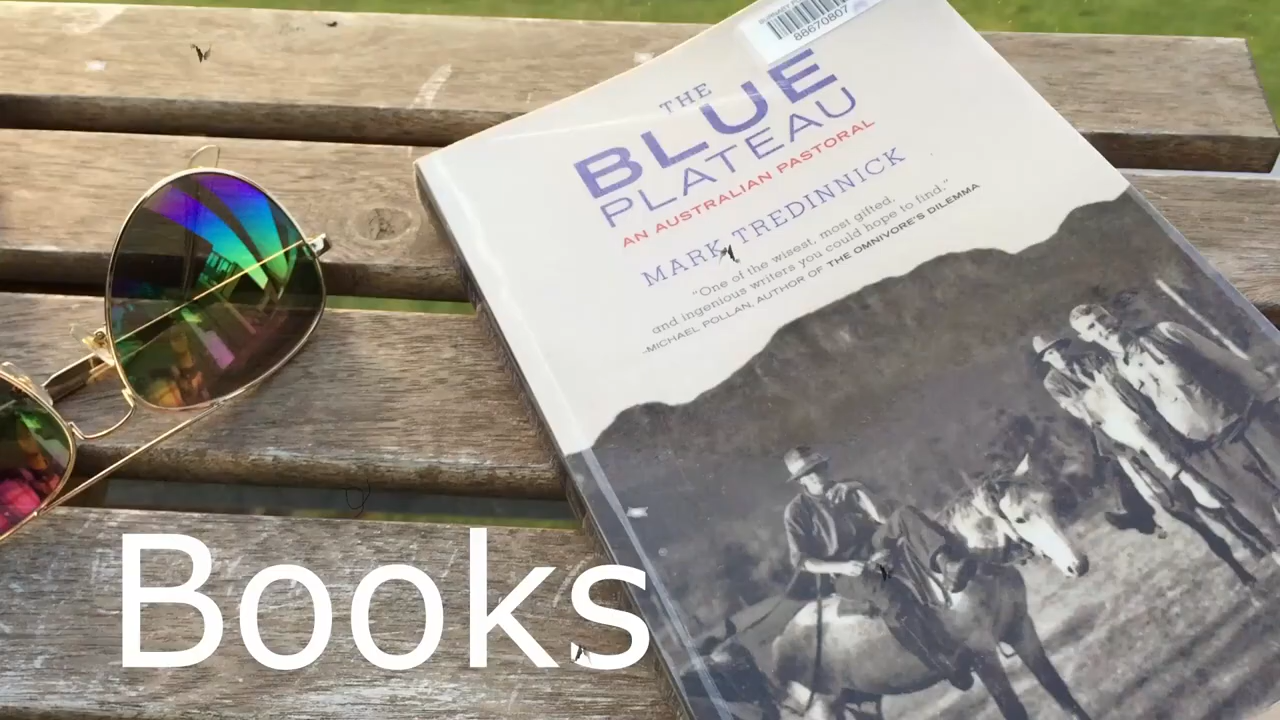 88670807
THE
BLUE
PLATEAU
AN AUSTRALIAN PASTORAL
MARK TREDINNICK
"One of the wisest, most gifted,
and ingenious writers you could hope to find."
-MICHAEL POLLAN, AUTHOR OF THE OMNIVORE'S DILEMMA
Books